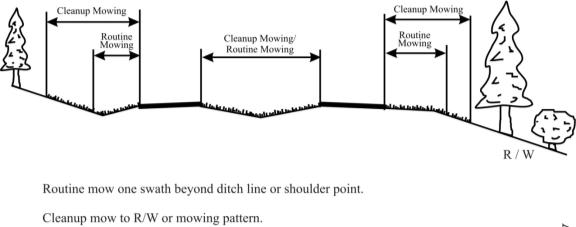 Cleanup Mowing
Routine
Mowing
Cleanup Mowing/
Routine Mowing
Cleanup Mowing
Routine
Mowing
R / W
Routine mow one swath beyond ditch line or shoulder point.
Cleanup mow to R/W or mowing pattern.